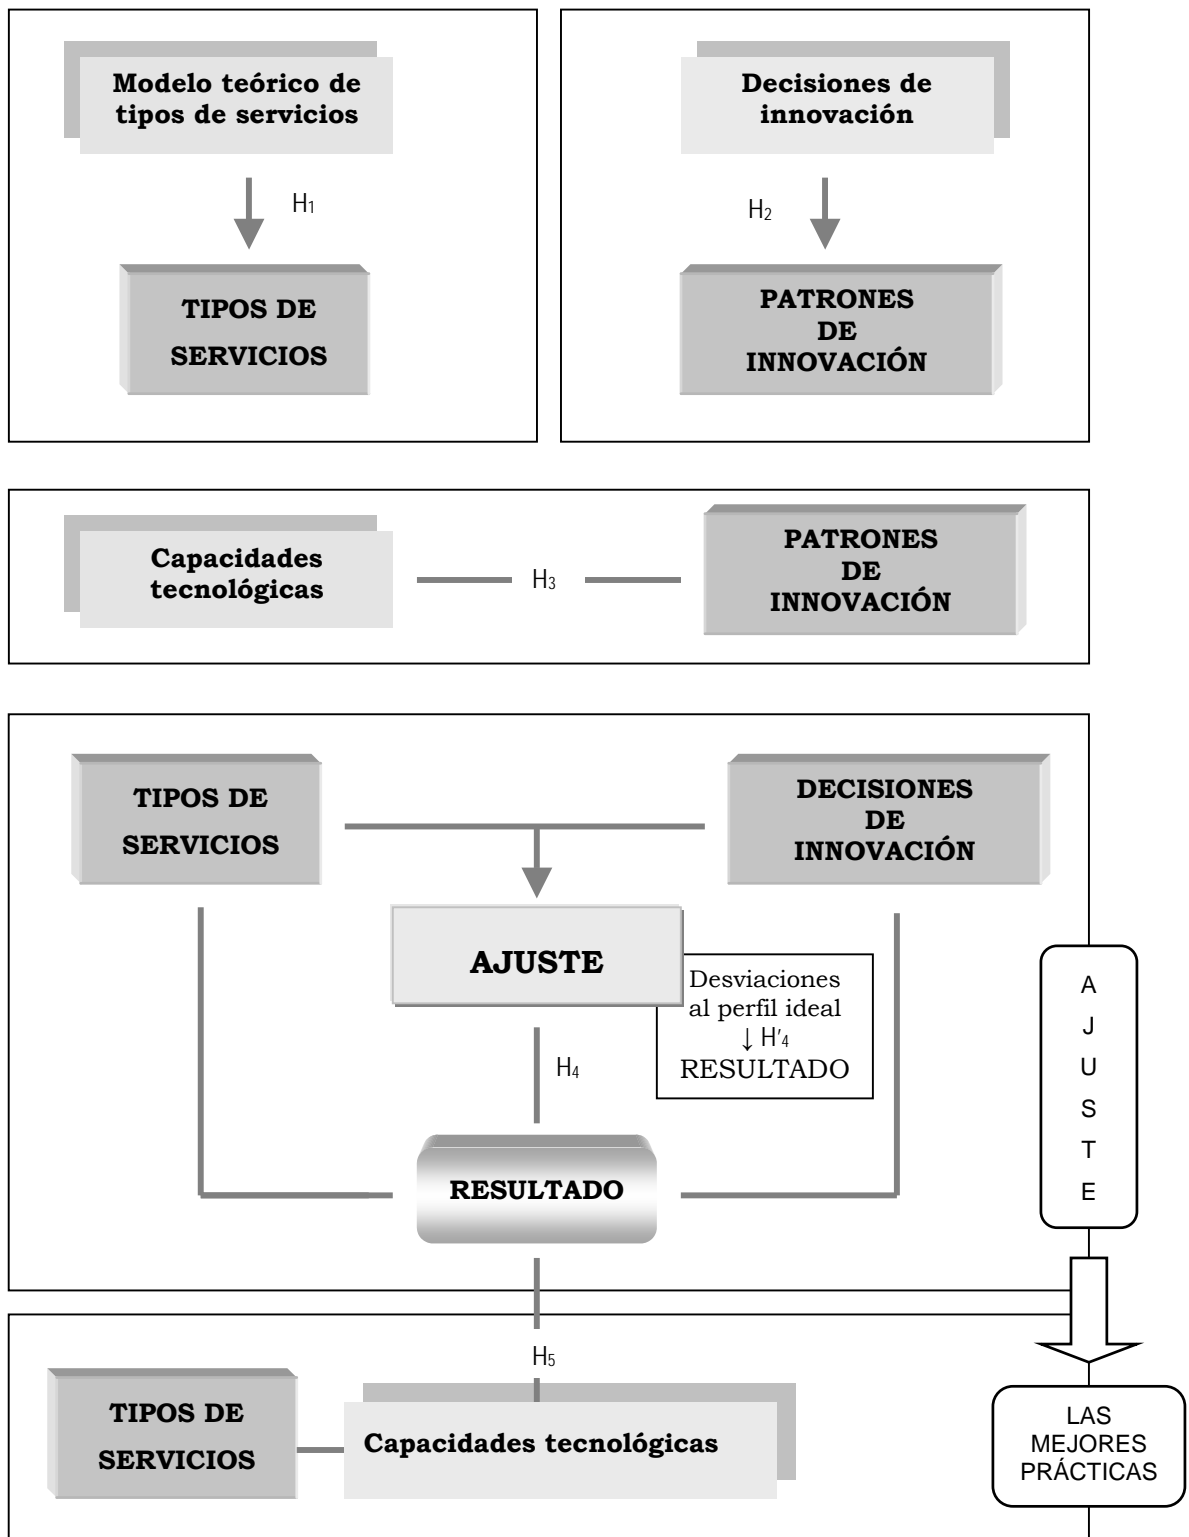 Modelo teórico de
tipos de servicios
H1
TIPOS DE
SERVICIOS
Decisiones de
innovación
H2
PATRONES
DE
INNOVACIÓN
Capacidades
tecnológicas
H3
PATRONES
DE
INNOVACIÓN
TIPOS DE
SERVICIOS
DECISIONES
DE
INNOVACIÓN
AJUSTE
Desviaciones
al perfil ideal
↓ H'4
RESULTADO
H4
RESULTADO
A
J
U
S
T
E
H5
TIPOS DE
SERVICIOS
Capacidades tecnológicas
LAS
MEJORES
PRÁCTICAS